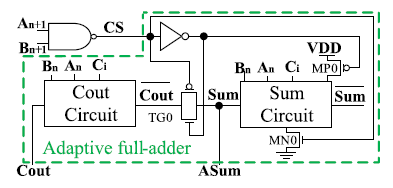 An+1
CS
Bn+1
VDD
Bn An Ci
Bn An Ci
MP0
Cout
Circuit
Cout
Sum
Sum
Circuit
Sum
TG0
MN0
Adaptive full-adder
Cout
ASum